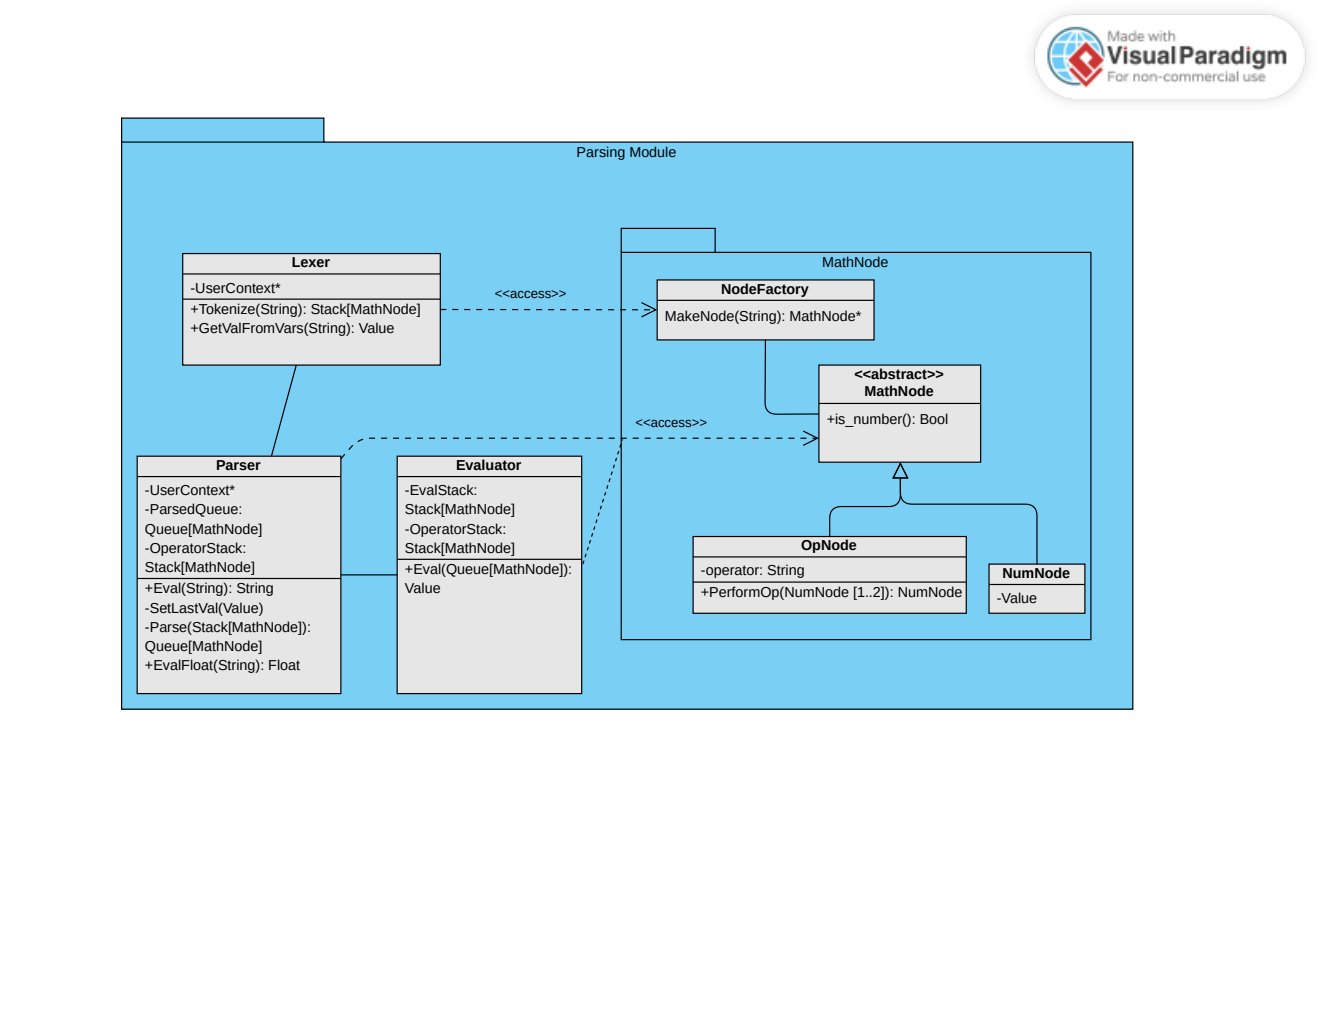 Made with
Visual Paradigm
For non-commercial use
Parsing Module
Lexer
-UserContext*
+Tokenize(String): Stack[MathNode]
+GetValFromVars(String): Value
<<access>>
MathNode
NodeFactory
MakeNode(String): MathNode*
<<abstract>>
MathNode
+is_number(): Bool
<<access>>
Parser
-UserContext*
-ParsedQueue:
Queue[MathNode]
-OperatorStack:
Stack[MathNode]
+Eval(String): String
-SetLastVal(Value)
-Parse(Stack[MathNode]):
Queue[MathNode]
+EvalFloat(String): Float
Evaluator
-EvalStack:
Stack[MathNode]
-OperatorStack:
Stack[MathNode]
+Eval(Queue[MathNode]):
Value
OpNode
-operator: String
+PerformOp(NumNode [1..2]): NumNode
NumNode
-Value